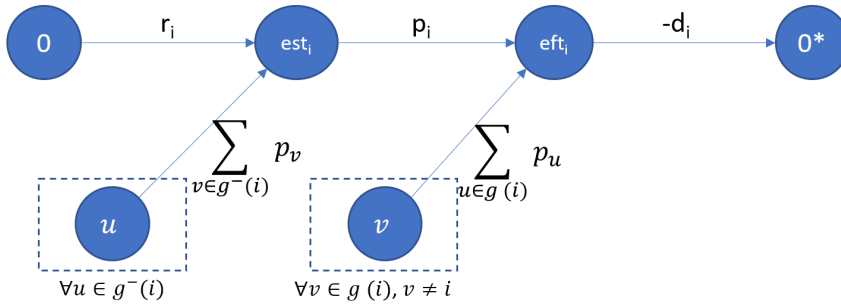 0 r_i est_i p_i eft_i -d_i 0*
∑_{v∈g⁻(i)} p_v
∑_{u∈g (i)} p_u
u
v
∀u ∈ g⁻(i)
∀v ∈ g (i), v ≠ i